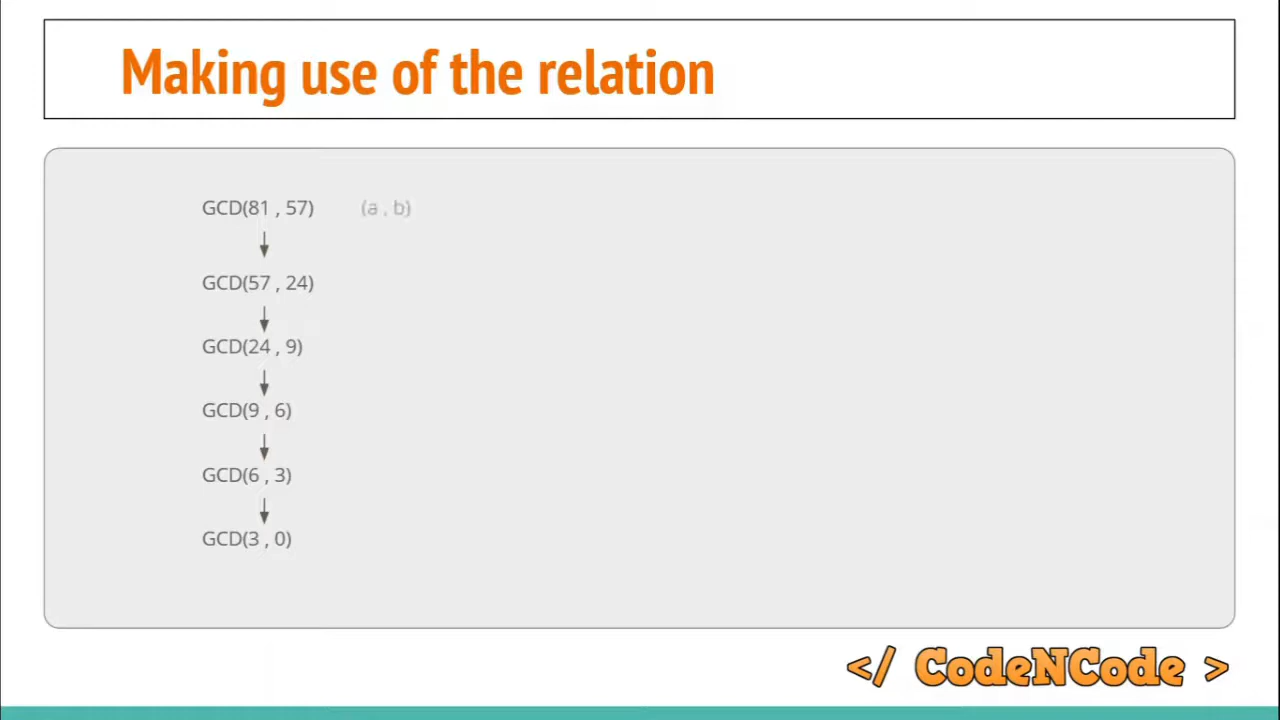 Making use of the relation
GCD(81 , 57) (a , b)
GCD(57 , 24)
GCD(24 , 9)
GCD(9 , 6)
GCD(6 , 3)
GCD(3 , 0)
</ CodeNCode >